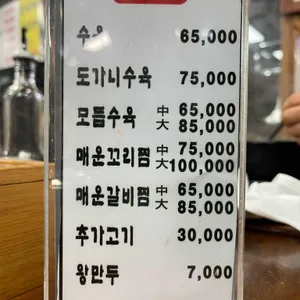 수육 65,000
도가니수육 75,000
모듬수육 中 65,000
大 85,000
매운꼬리찜 中 75,000
大 100,000
매운갈비찜 中 65,000
大 85,000
추가고기 30,000
왕만두 7,000